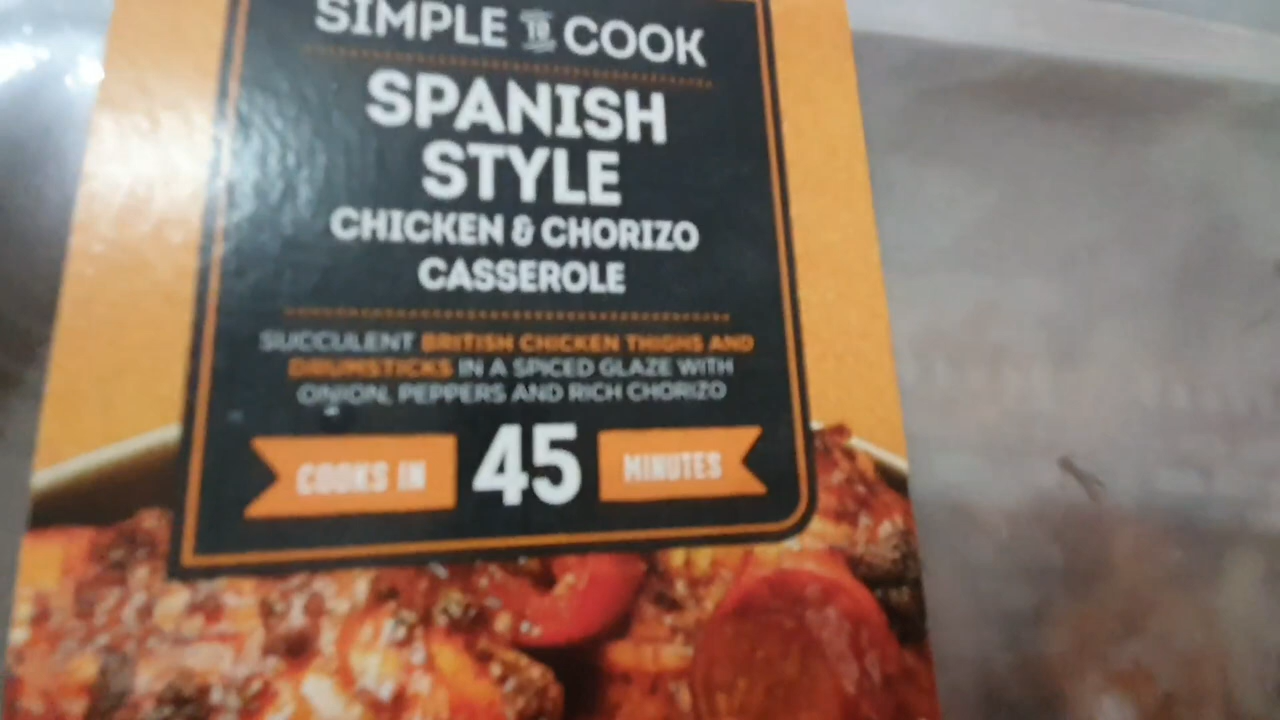 SIMPLE TO COOK
SPANISH
STYLE
CHICKEN & CHORIZO
CASSEROLE
SUCCULENT BRITISH CHICKEN THIGHS AND
DRUMSTICKS IN A SPICED GLAZE WITH
ONION, PEPPERS AND RICH CHORIZO
COOKS IN 45 MINUTES